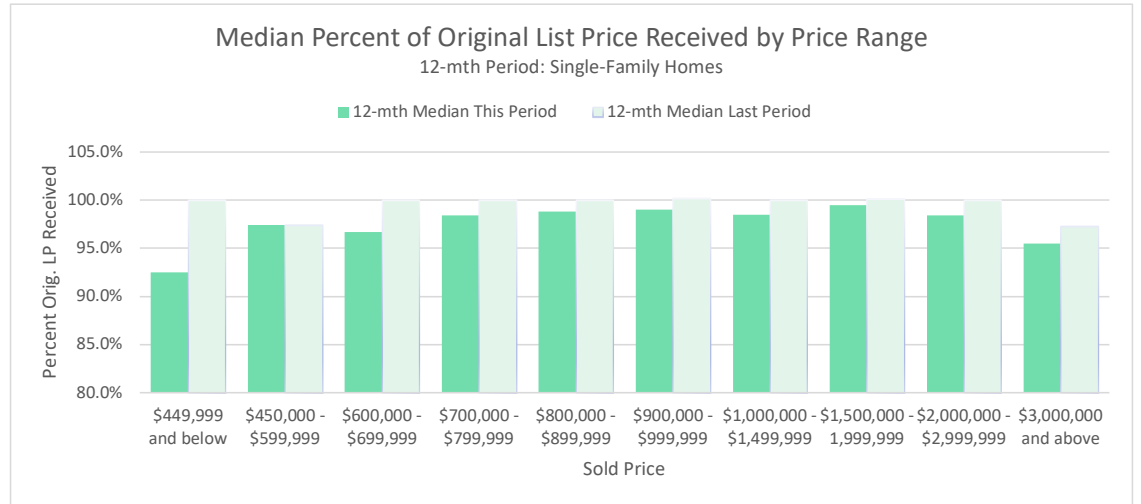 Median Percent of Original List Price Received by Price Range
12-mth Period: Single-Family Homes
12-mth Median This Period 12-mth Median Last Period
Percent Orig. LP Received
105.0%
100.0%
95.0%
90.0%
85.0%
80.0%
$449,999 and below
$450,000 - $599,999
$600,000 - $699,999
$700,000 - $799,999
$800,000 - $899,999
$900,000 - $999,999
$1,000,000 - $1,499,999
$1,500,000 - 1,999,999
$2,000,000 - $2,999,999
$3,000,000 and above
Sold Price